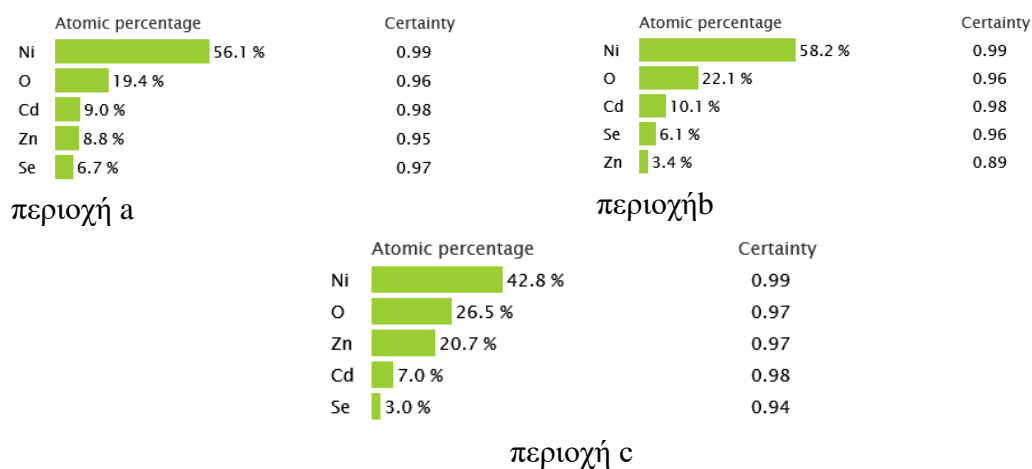 Atomic percentage Certainty
Ni 56.1 % 0.99
O 19.4 % 0.96
Cd 9.0 % 0.98
Zn 8.8 % 0.95
Se 6.7 % 0.97
περιοχή a
Atomic percentage Certainty
Ni 58.2 % 0.99
O 22.1 % 0.96
Cd 10.1 % 0.98
Se 6.1 % 0.96
Zn 3.4 % 0.89
περιοχήb
Atomic percentage Certainty
Ni 42.8 % 0.99
O 26.5 % 0.97
Zn 20.7 % 0.97
Cd 7.0 % 0.98
Se 3.0 % 0.94
περιοχή c